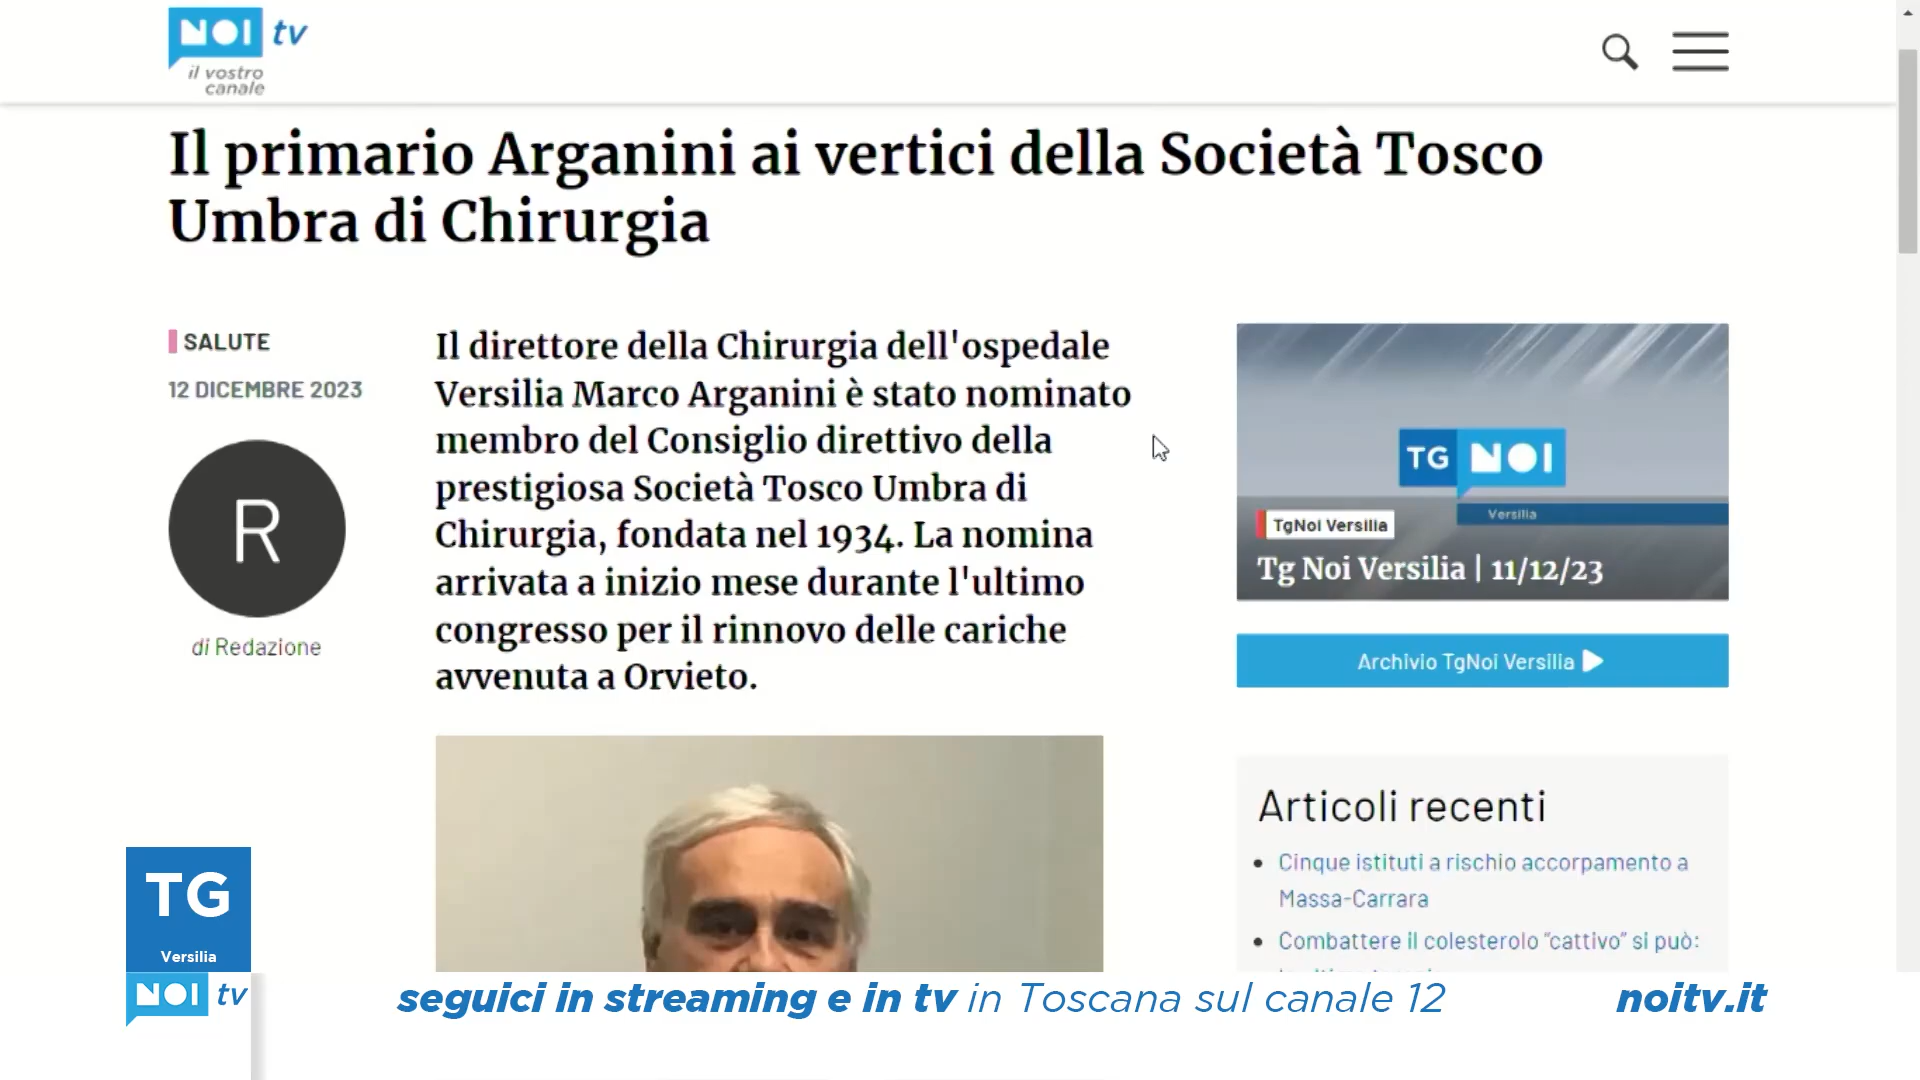 NOI tv
il vostro
canale
Il primario Arganini ai vertici della Società Tosco
Umbra di Chirurgia
SALUTE
12 DICEMBRE 2023
R
di Redazione
Il direttore della Chirurgia dell'ospedale
Versilia Marco Arganini è stato nominato
membro del Consiglio direttivo della
prestigiosa Società Tosco Umbra di
Chirurgia, fondata nel 1934. La nomina
arrivata a inizio mese durante l'ultimo
congresso per il rinnovo delle cariche
avvenuta a Orvieto.
TG NOI
Versilia
TgNoi Versilia
Tg Noi Versilia | 11/12/23
Archivio TgNoi Versilia
Articoli recenti
• Cinque istituti a rischio accorpamento a
Massa-Carrara
• Combattere il colesterolo “cattivo” si può:
TG
Versilia
NOI tv
seguici in streaming e in tv in Toscana sul canale 12
noitv.it